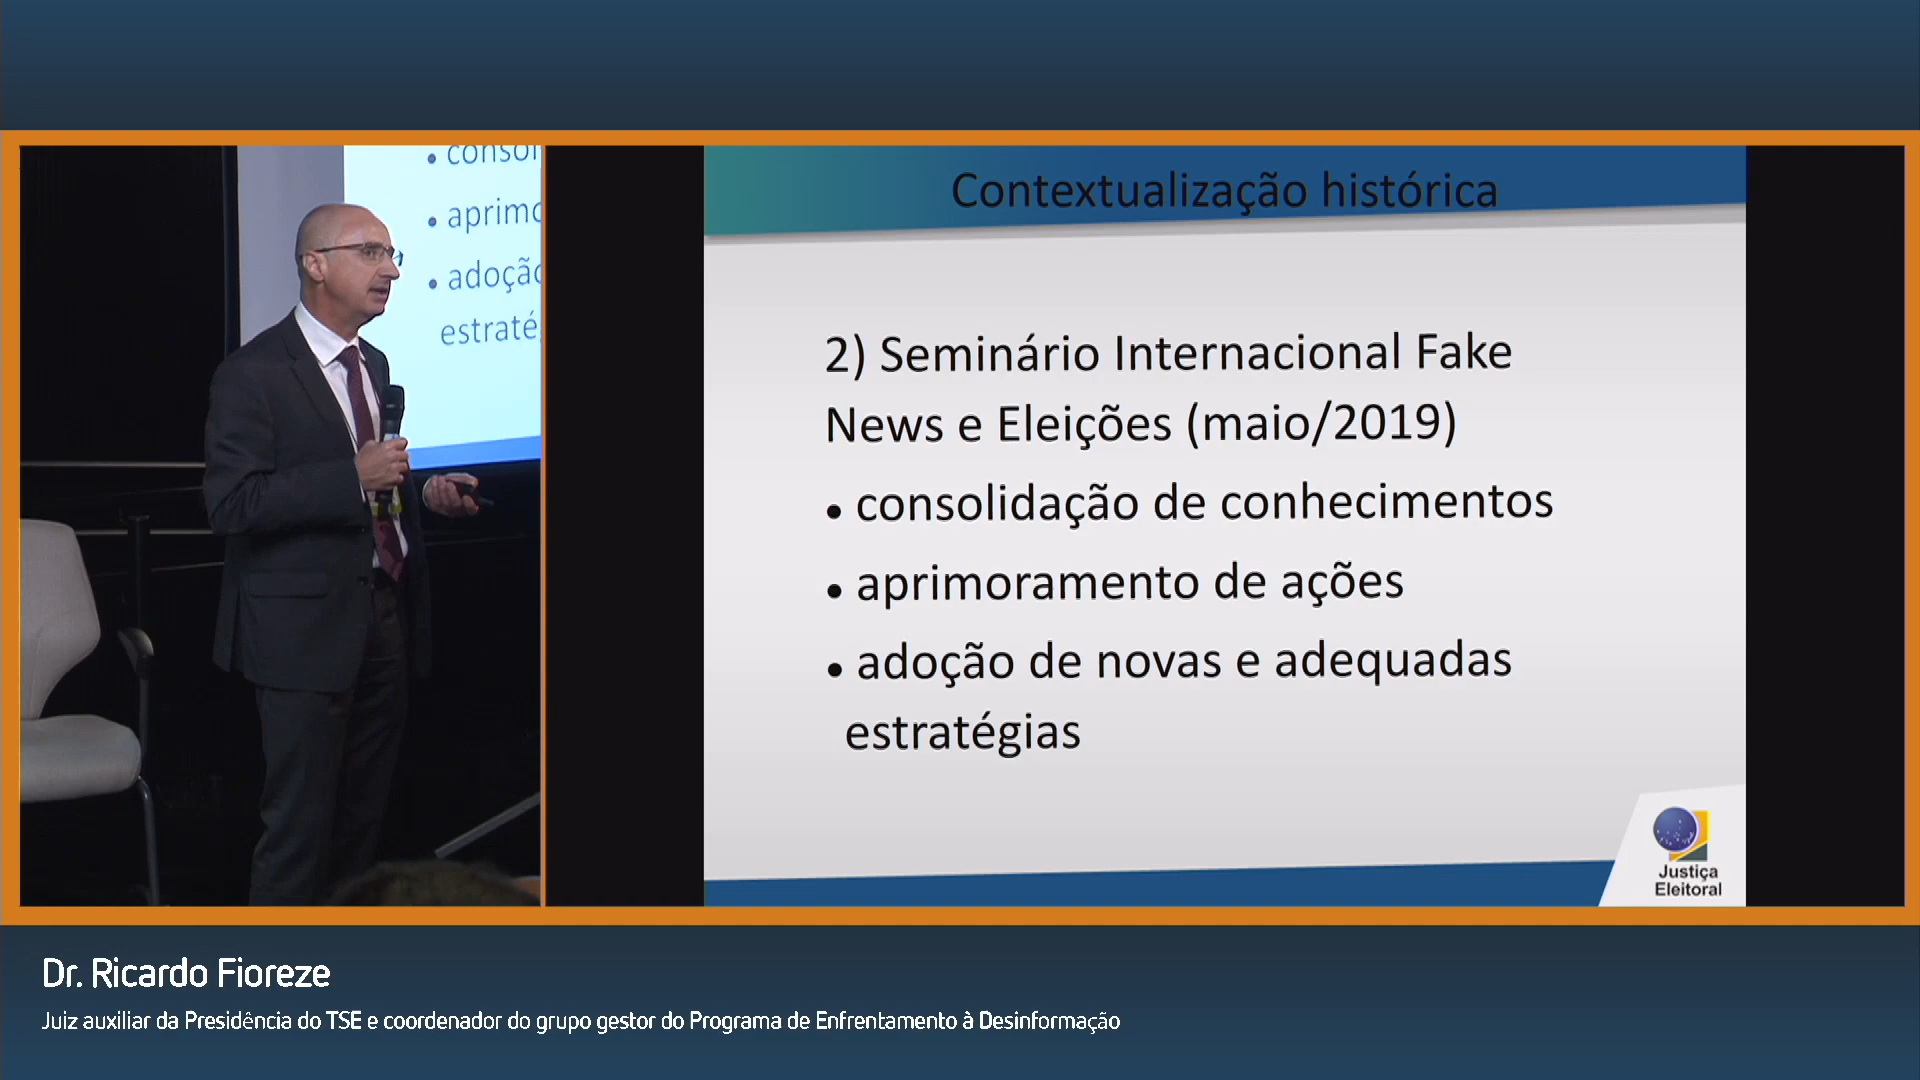 consol
aprimo
adoção
estraté
Contextualização histórica
2) Seminário Internacional Fake
News e Eleições (maio/2019)
• consolidação de conhecimentos
• aprimoramento de ações
• adoção de novas e adequadas
estratégias
Justiça
Eleitoral
Dr. Ricardo Fioreze
Juiz auxiliar da Presidência do TSE e coordenador do grupo gestor do Programa de Enfrentamento à Desinformação